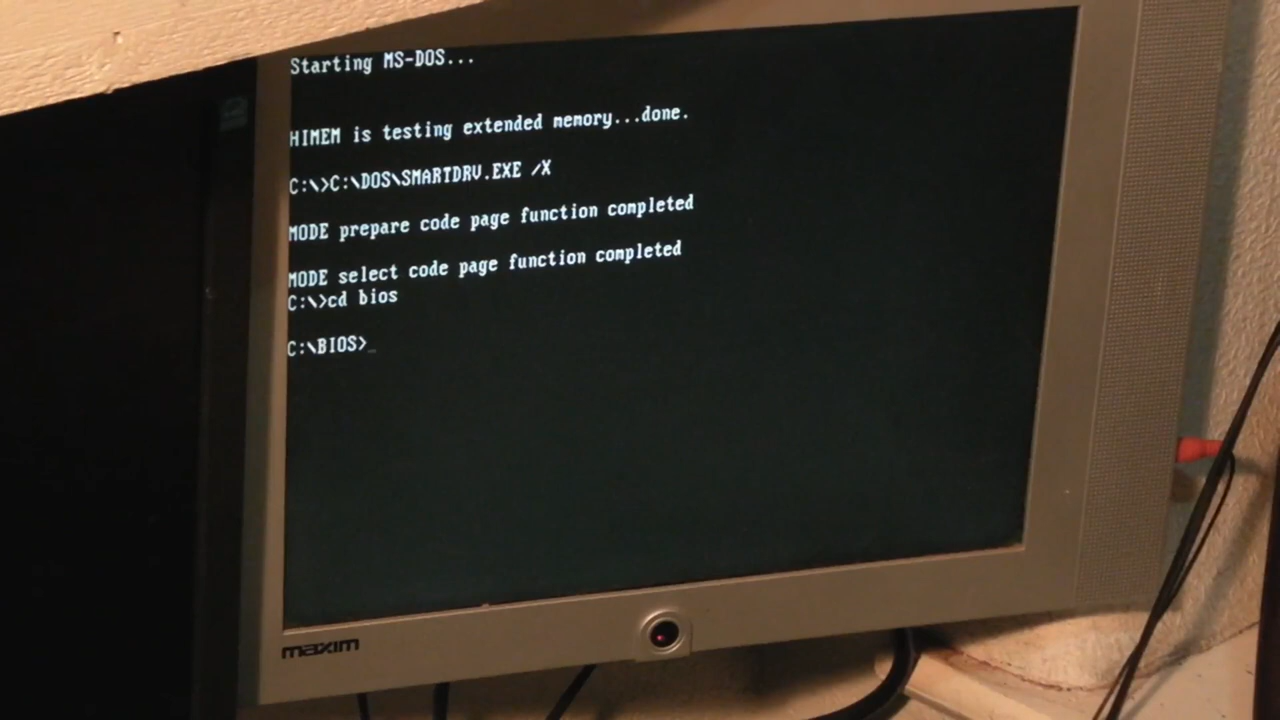 Starting MS-DOS...
HIMEM is testing extended memory...done.
C:\>C:\DOS\SMARTDRV.EXE /X
MODE prepare code page function completed
MODE select code page function completed
C:\>cd bios
C:\BIOS>_
maxim